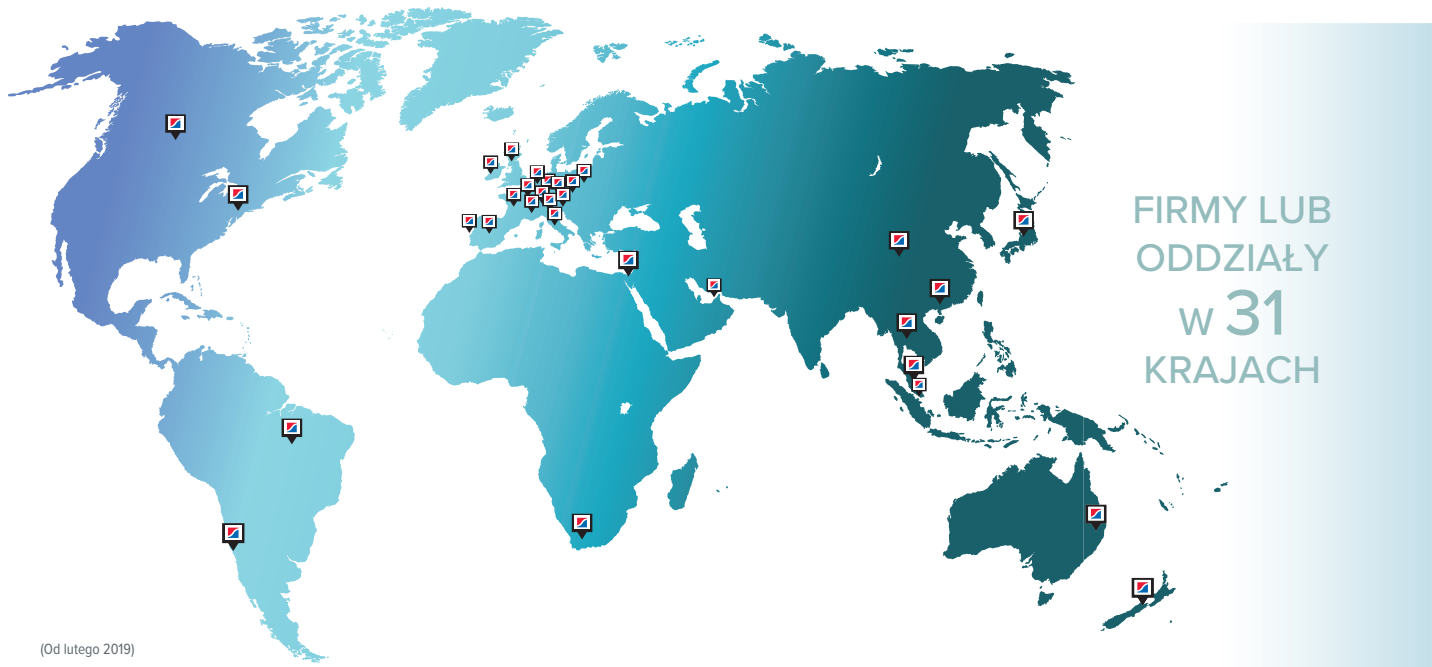 FIRMY LUB
ODDZIAŁY
w 31
KRAJACH
(Od lutego 2019)